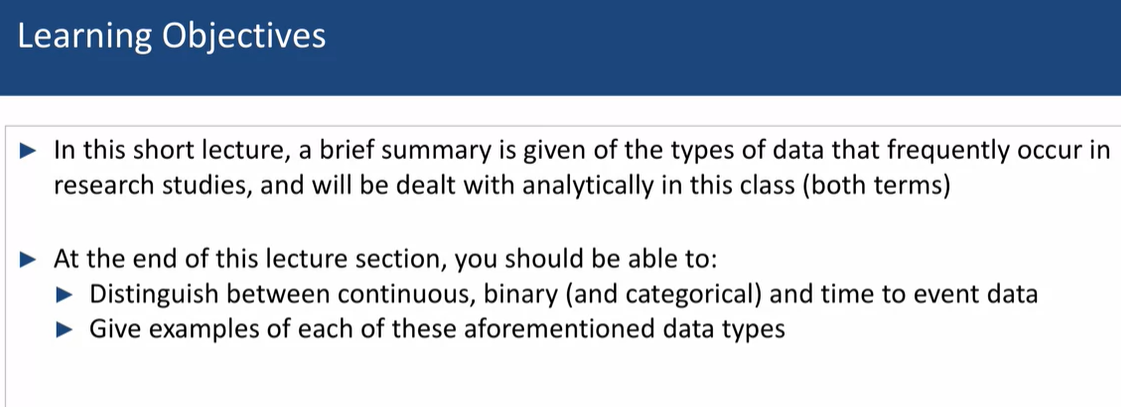 Learning Objectives
► In this short lecture, a brief summary is given of the types of data that frequently occur in
research studies, and will be dealt with analytically in this class (both terms)
► At the end of this lecture section, you should be able to:
► Distinguish between continuous, binary (and categorical) and time to event data
► Give examples of each of these aforementioned data types